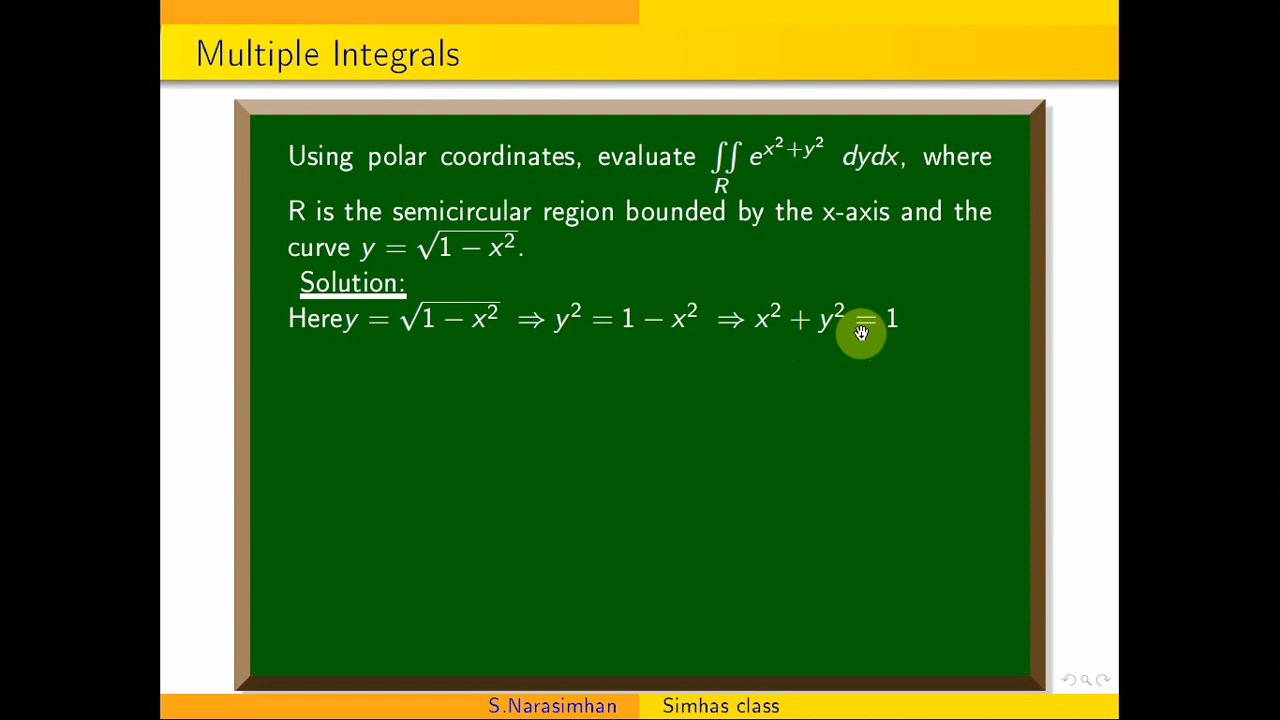 Multiple Integrals
Using polar coordinates, evaluate ∬_R e^{x²+y²} dydx, where
R is the semicircular region bounded by the x-axis and the
curve y = √(1 − x²).
Solution:
Herey = √(1 − x²) ⇒ y² = 1 − x² ⇒ x² + y² = 1
S.Narasimhan Simhas class